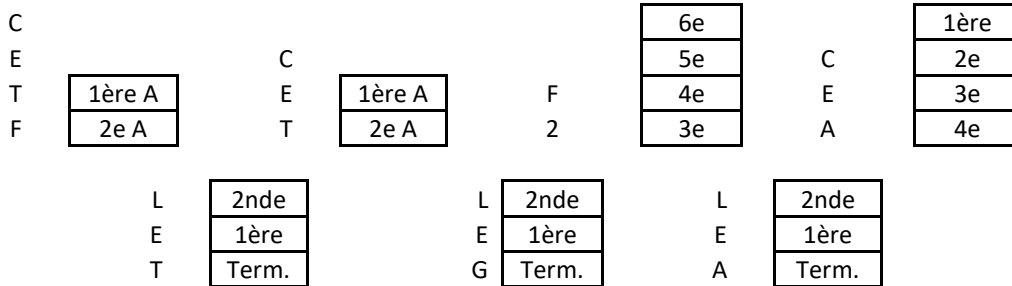 C 6e 1ère
E C 5e C 2e
T 1ère A E 1ère A F 4e E 3e
F 2e A T 2e A 2 3e A 4e
L 2nde L 2nde L 2nde
E 1ère E 1ère E 1ère
T Term. G Term. A Term.